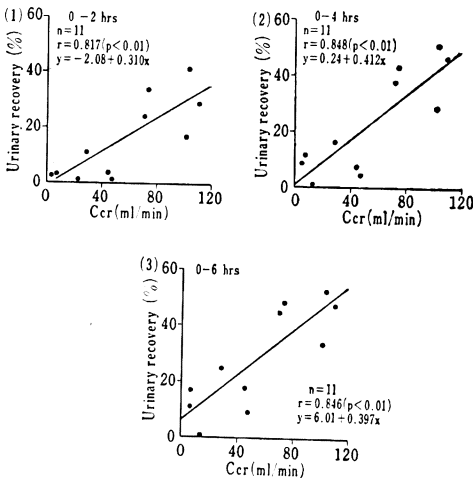 (1) 60
0 -2 hrs
n=11
r=0.817(p<0.01)
y=-2.08+0.310x
40
20
0
Urinary recovery (%)
0 40 80 120
Ccr(ml/min)
(2) 60
0-4 hrs
n=11
r=0.848(p<0.01)
y=0.24+0.412x
40
20
0
Urinary recovery (%)
0 40 80 120
Ccr(ml/min)
(3) 60
0-6 hrs
40
20
0
Urinary recovery (%)
n=11
r=0.846(p<0.01)
y=6.01+0.397x
0 40 80 120
Ccr(ml/min)